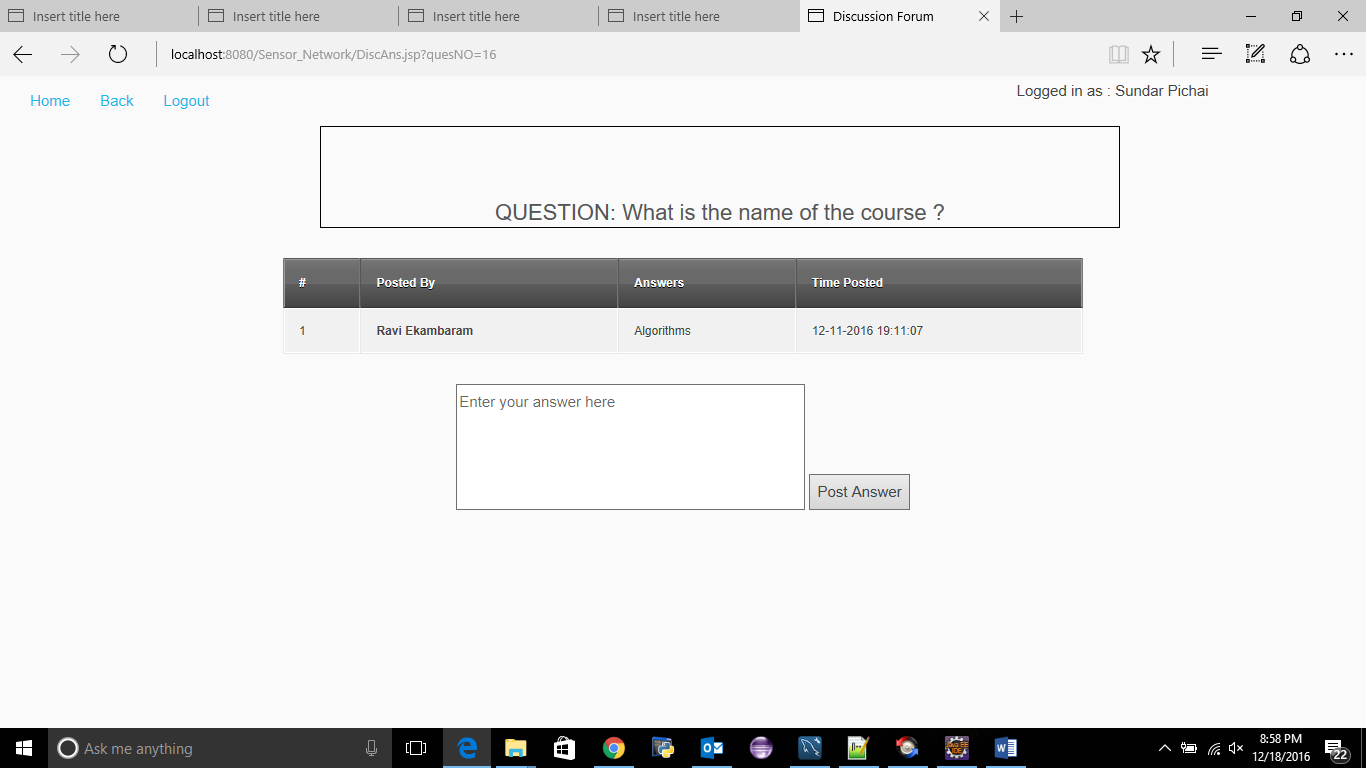 Insert title here Insert title here Insert title here Insert title here Discussion Forum
localhost:8080/Sensor_Network/DiscAns.jsp?quesNO=16
Home Back Logout Logged in as : Sundar Pichai
QUESTION: What is the name of the course ?
# Posted By Answers Time Posted
1 Ravi Ekambaram Algorithms 12-11-2016 19:11:07
Enter your answer here
Post Answer
Ask me anything
8:58 PM
12/18/2016
22